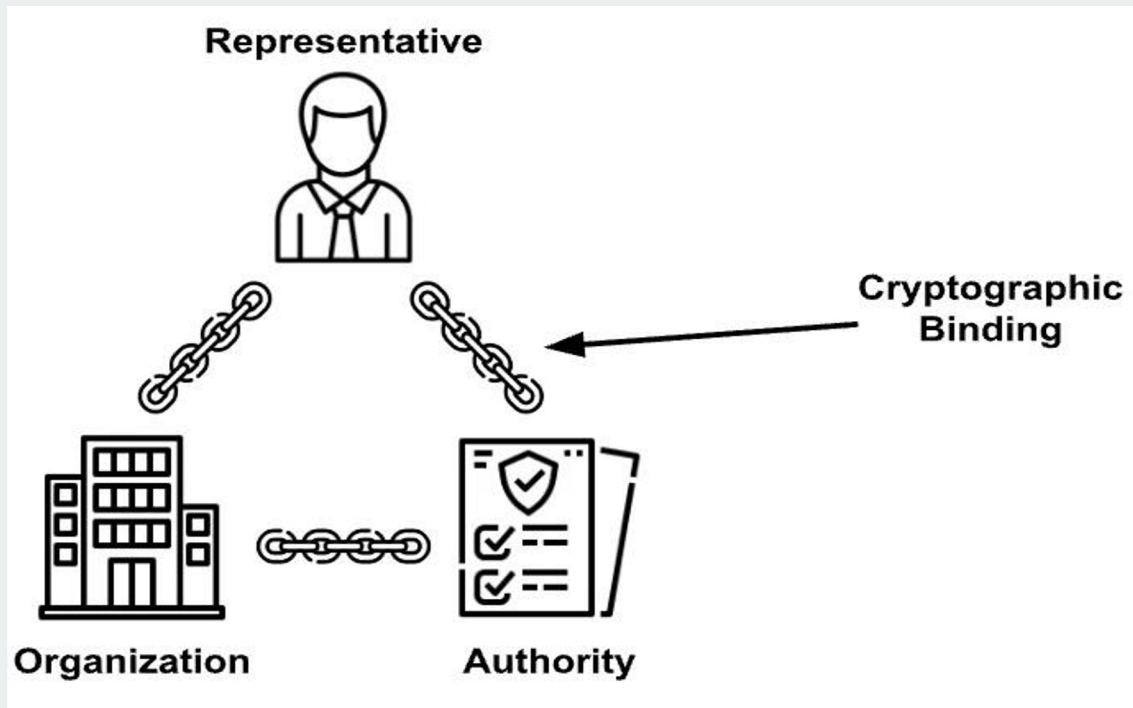 Representative
Cryptographic
Binding
Organization
Authority